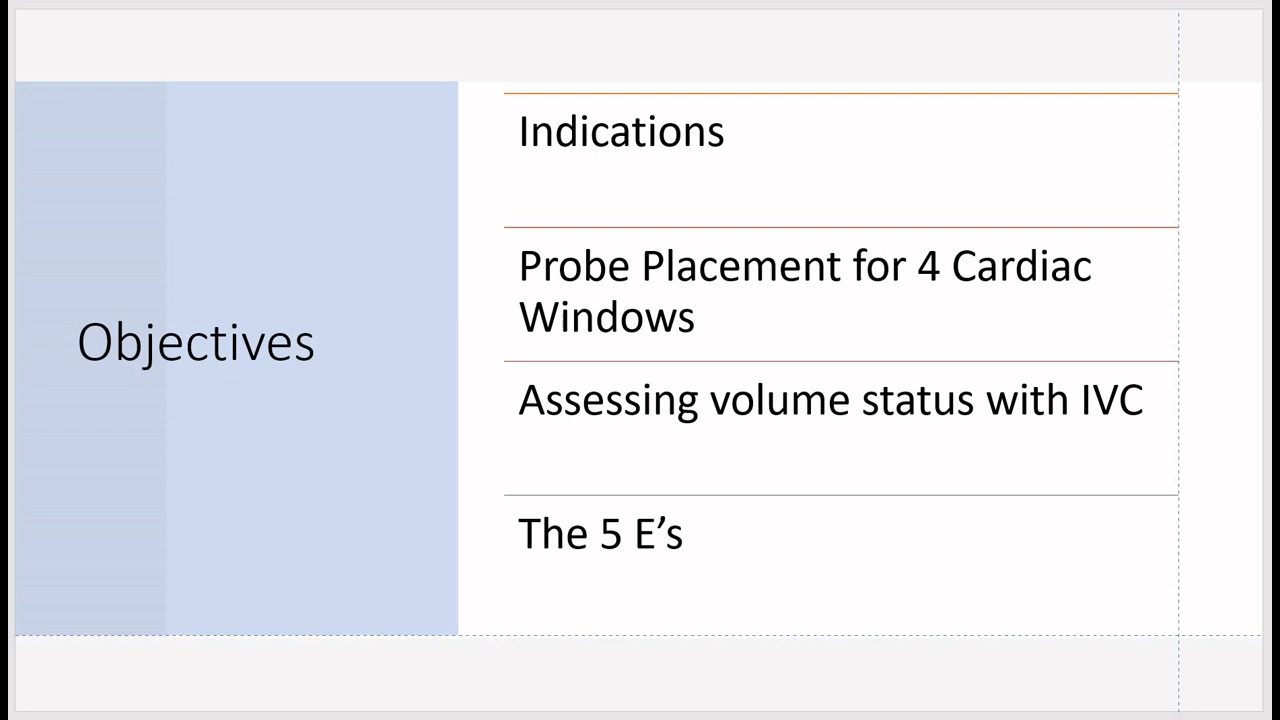 Objectives
Indications
Probe Placement for 4 Cardiac
Windows
Assessing volume status with IVC
The 5 E’s